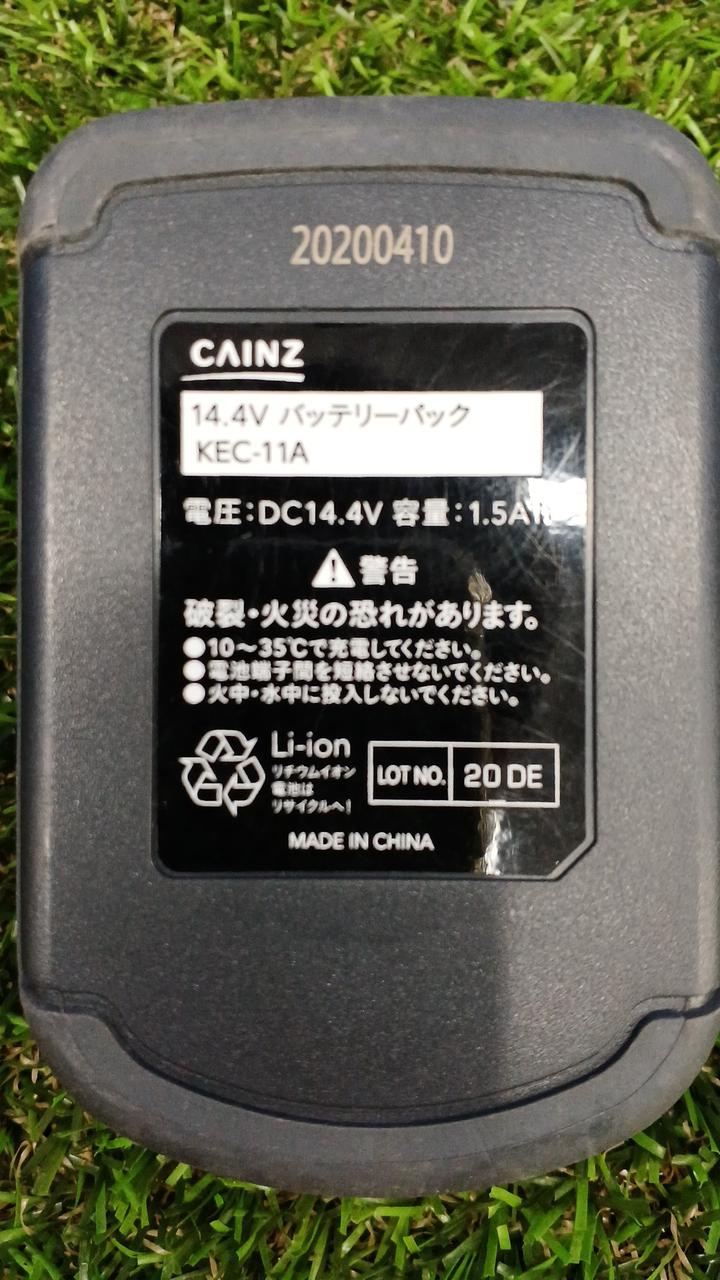 20200410
CAINZ
14.4V バッテリーパック
KEC-11A
電圧:DC14.4V 容量:1.5A
警告
破裂・火災の恐れがあります。
●10～35℃で充電してください。
●電池端子間を短絡させないでください。
●火中・水中に投入しないでください。
Li-ion
リチウムイオン
電池は
リサイクルへ!
LOT NO. 20 DE
MADE IN CHINA